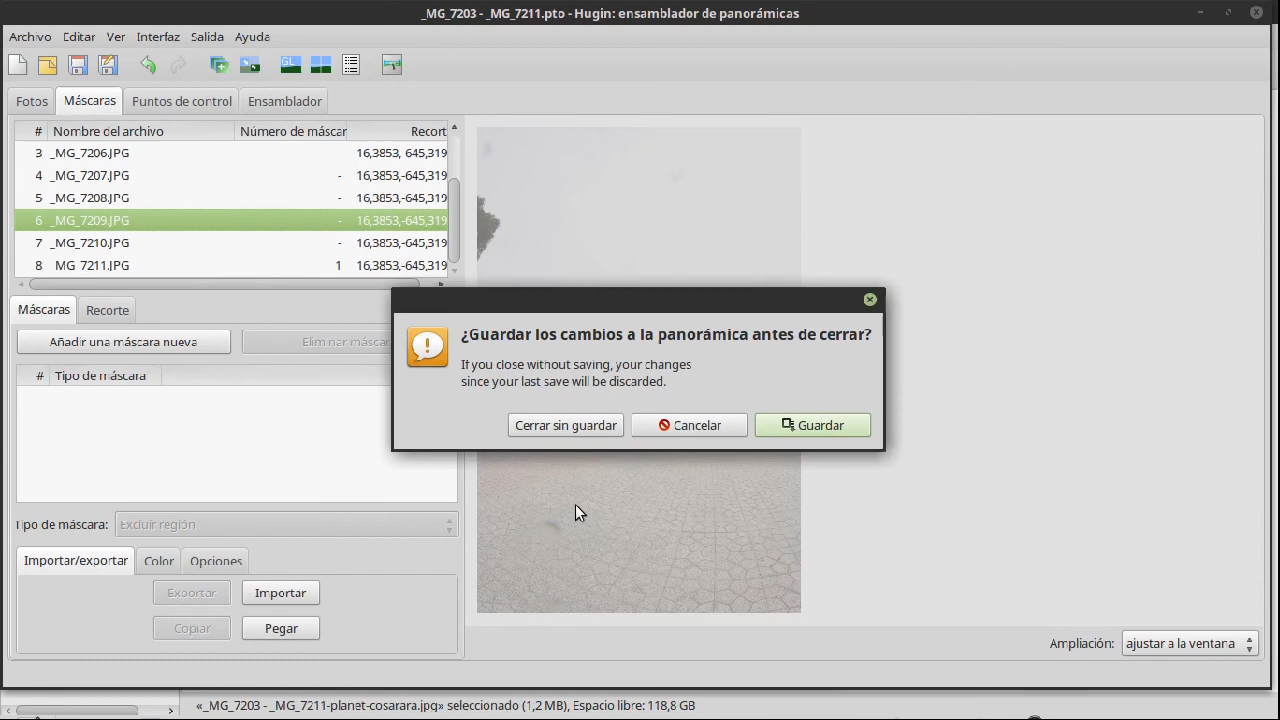 _MG_7203 - _MG_7211.pto - Hugin: ensamblador de panorámicas
Archivo Editar Ver Interfaz Salida Ayuda
GL
Fotos Máscaras Puntos de control Ensamblador
# Nombre del archivo Número de máscar Recort
3 _MG_7206.JPG 16,3853, 645,319
4 _MG_7207.JPG - 16,3853,-645,319
5 _MG_7208.JPG - 16,3853,-645,319
6 _MG_7209.JPG - 16,3853,-645,319
7 _MG_7210.JPG - 16,3853,-645,319
8 MG 7211.JPG 1 16,3853,-645,319
Máscaras Recorte
Añadir una máscara nueva Eliminar máscar
# Tipo de máscara
¿Guardar los cambios a la panorámica antes de cerrar?
If you close without saving, your changes
since your last save will be discarded.
Cerrar sin guardar Cancelar Guardar
Tipo de máscara: Excluir región
Importar/exportar Color Opciones
Exportar Importar
Copiar Pegar
Ampliación: ajustar a la ventana
«_MG_7203 - _MG_7211-planet-cosarara.jpg» seleccionado (1,2 MB), Espacio libre: 118,8 GB